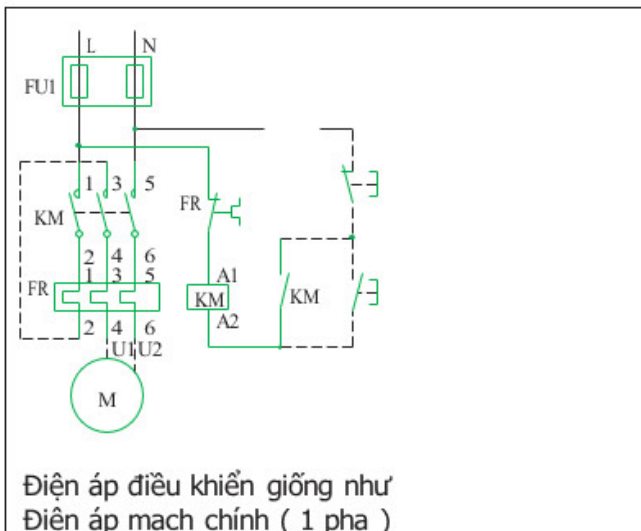 L N
FU1
1 3 5
KM
FR
2 4 6
1 3 5
FR
A1
KM
A2
KM
2 4 6
U1 U2
M
Điện áp điều khiển giống như
Điện áp mạch chính ( 1 pha )